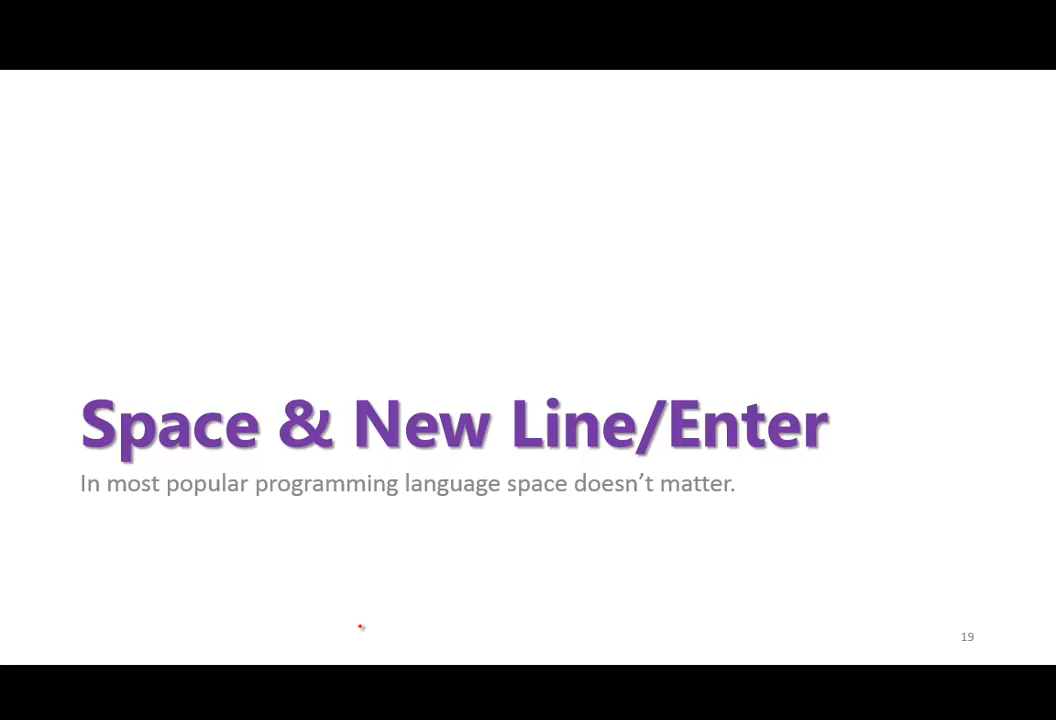 Space & New Line/Enter
In most popular programming language space doesn’t matter.
19